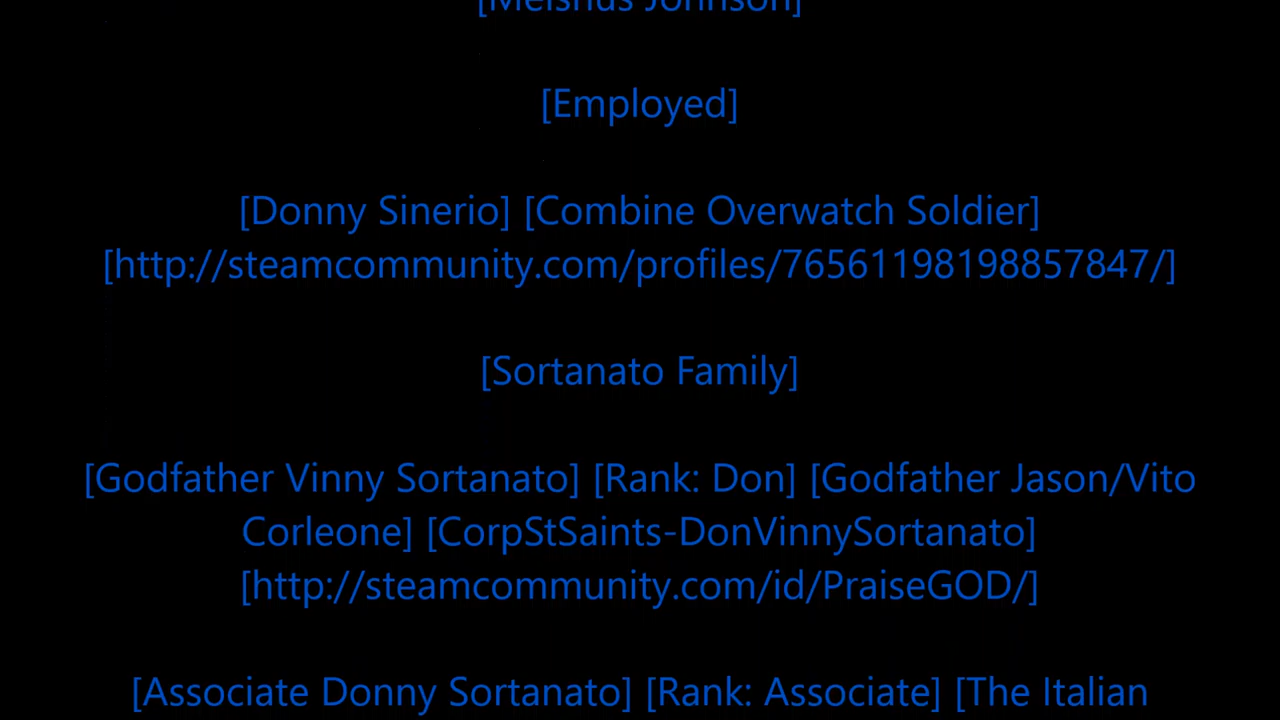 Johnson]
[Employed]
[Donny Sinerio] [Combine Overwatch Soldier]
[http://steamcommunity.com/profiles/76561198198857847/]
[Sortanato Family]
[Godfather Vinny Sortanato] [Rank: Don] [Godfather Jason/Vito
Corleone] [CorpStSaints-DonVinnySortanato]
[http://steamcommunity.com/id/PraiseGOD/]
[Associate Donny Sortanato] [Rank: Associate] [The Italian